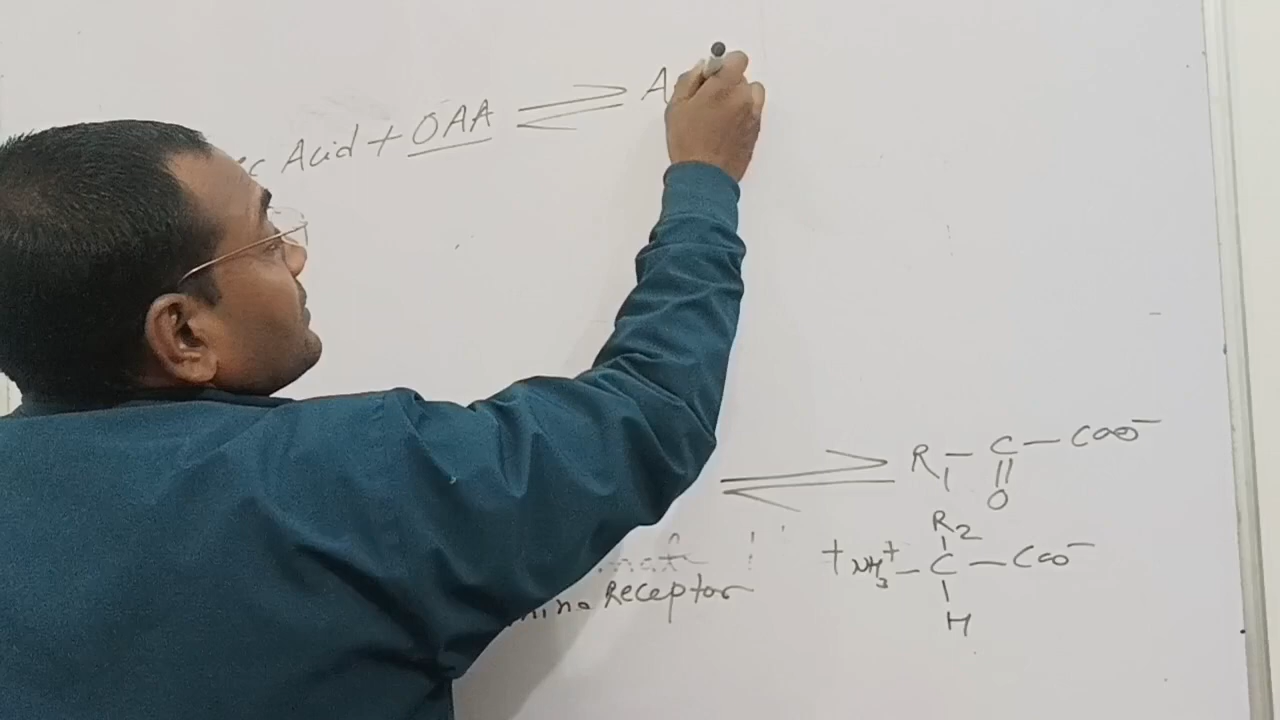 Acid + OAA ⇌ A
R1 — C — COO⁻
||
O
R2
+ NH3⁺ — C — COO⁻
|
H
Receptor